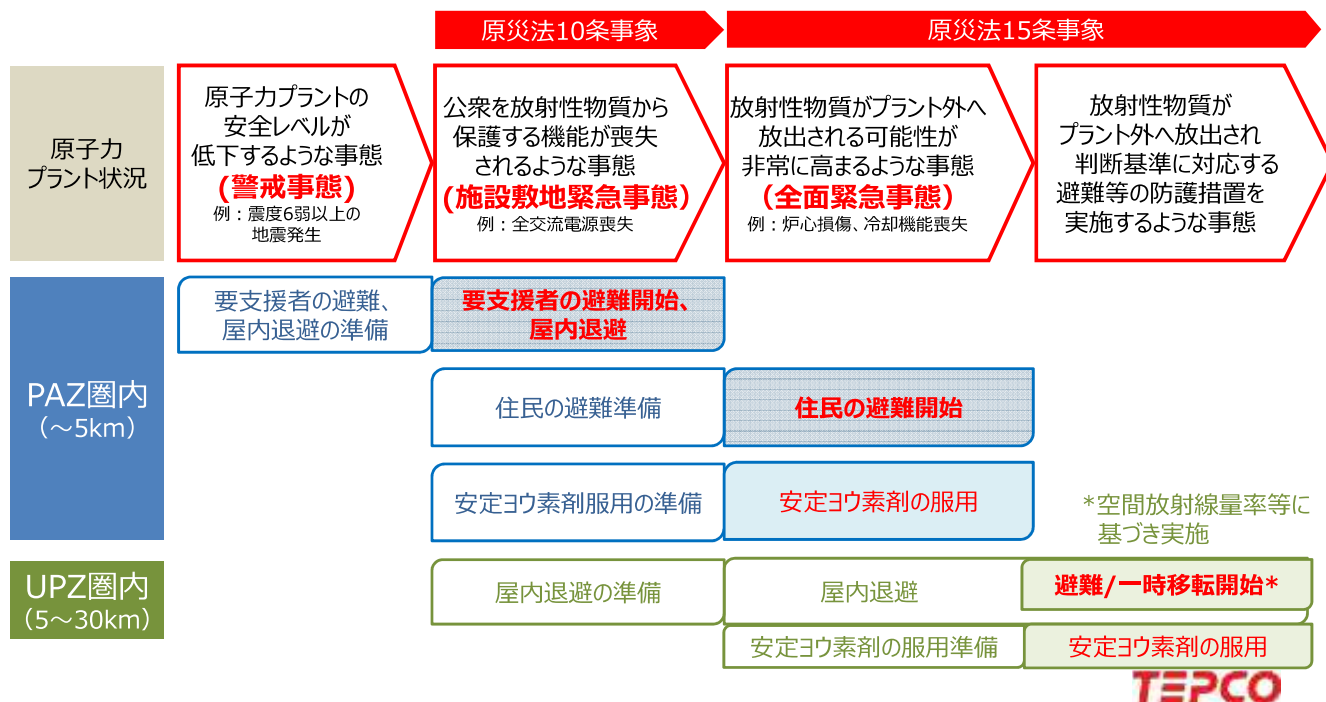 原災法10条事象
原災法15条事象
原子力
プラント状況
原子力プラントの
安全レベルが
低下するような事態
(警戒事態)
例：震度6弱以上の
地震発生
公衆を放射性物質から
保護する機能が喪失
されるような事態
(施設敷地緊急事態）
例：全交流電源喪失
放射性物質がプラント外へ
放出される可能性が
非常に高まるような事態
（全面緊急事態）
例：炉心損傷、冷却機能喪失
放射性物質が
プラント外へ放出され
判断基準に対応する
避難等の防護措置を
実施するような事態
PAZ圏内
（～5km）
要支援者の避難、
屋内退避の準備
要支援者の避難開始、
屋内退避
住民の避難準備
住民の避難開始
安定ヨウ素剤服用の準備
安定ヨウ素剤の服用
*空間放射線量率等に
基づき実施
UPZ圏内
（5～30km）
屋内退避の準備
屋内退避
避難/一時移転開始*
安定ヨウ素剤の服用準備
安定ヨウ素剤の服用
TEPCO